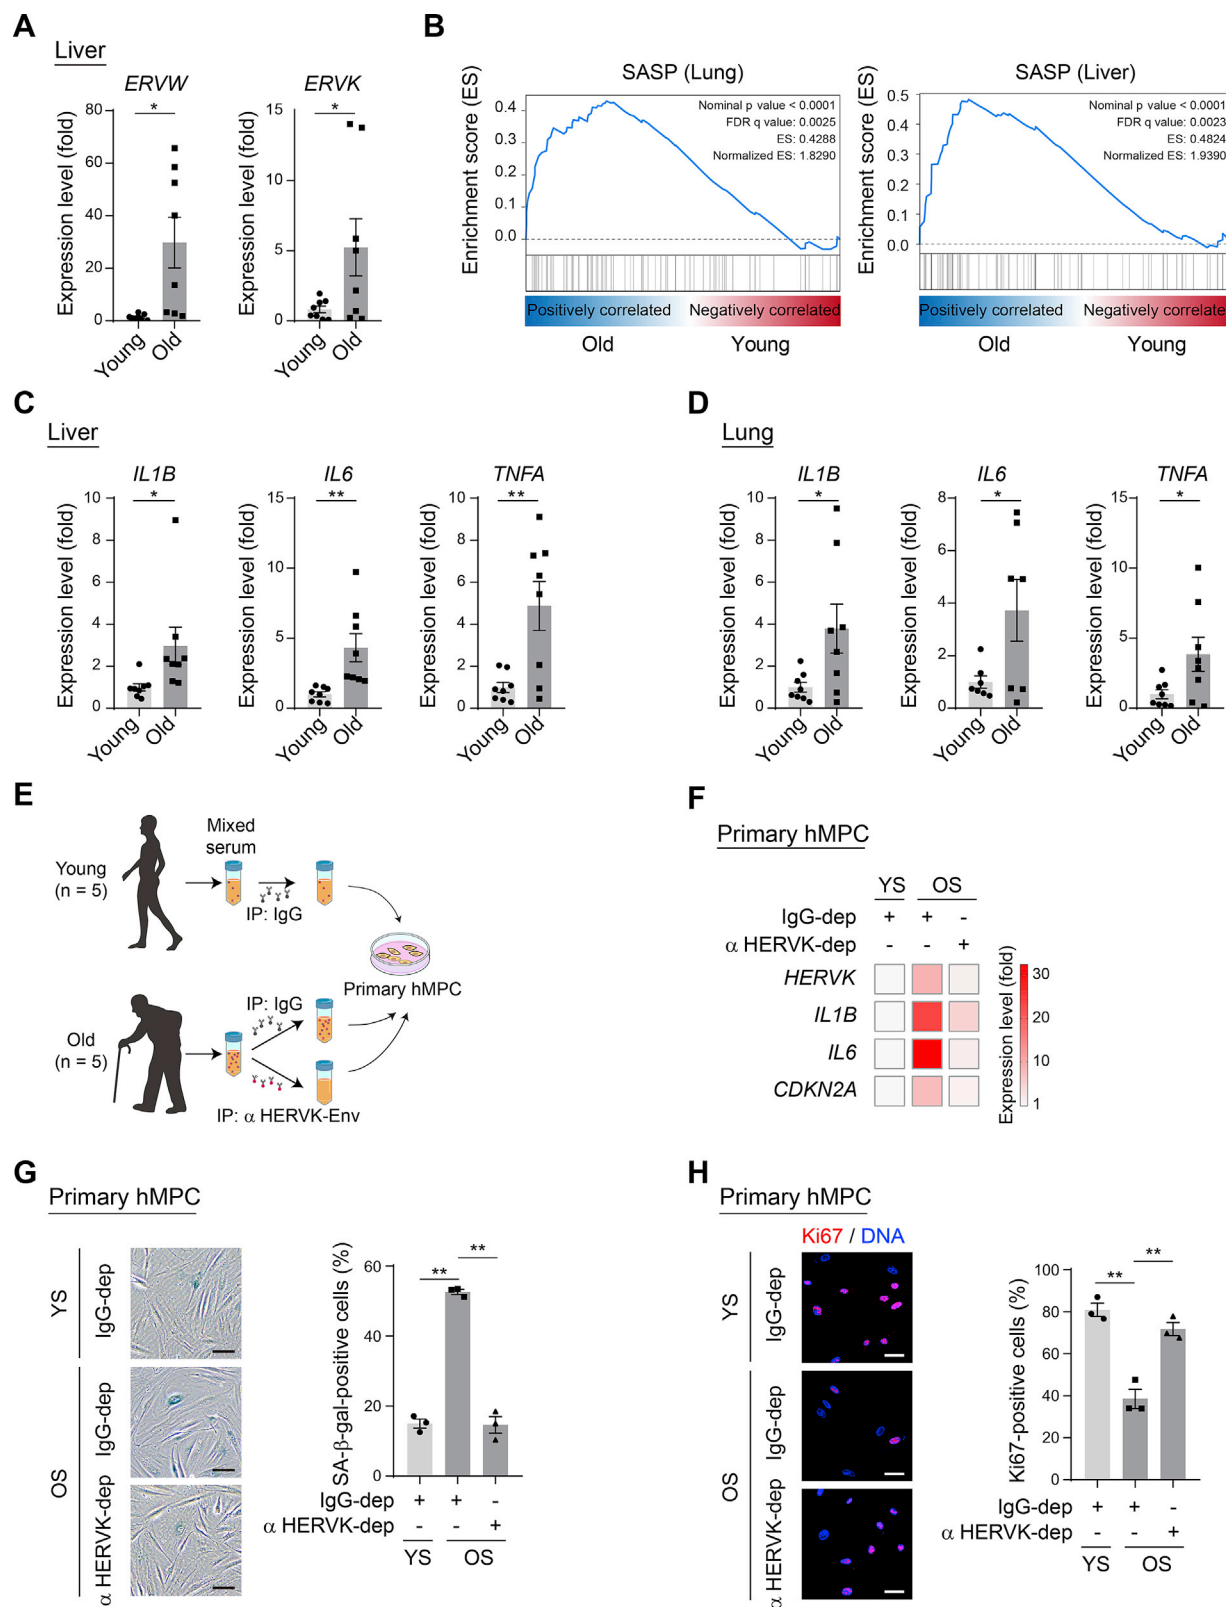 A
Liver
ERVW
Expression level (fold)
80
60
40
20
0
*
Young
Old
ERVK
Expression level (fold)
15
10
5
0
*
Young
Old
B
SASP (Lung)
Enrichment score (ES)
0.4
0.3
0.2
0.1
0.0
Nominal p value < 0.0001
FDR q value: 0.0025
ES: 0.4288
Normalized ES: 1.8290
Positively correlated
Negatively correlated
Old
Young
SASP (Liver)
Enrichment score (ES)
0.5
0.4
0.3
0.2
0.1
0.0
Nominal p value < 0.0001
FDR q value: 0.0023
ES: 0.4824
Normalized ES: 1.9390
Positively correlated
Negatively correlated
Old
Young
C
Liver
IL1B
Expression level (fold)
10
8
6
4
2
0
*
Young
Old
IL6
Expression level (fold)
15
10
5
0
**
Young
Old
TNFA
Expression level (fold)
10
8
6
4
2
0
**
Young
Old
D
Lung
IL1B
Expression level (fold)
10
8
6
4
2
0
*
Young
Old
IL6
Expression level (fold)
8
6
4
2
0
*
Young
Old
TNFA
Expression level (fold)
15
10
5
0
*
Young
Old
E
Young
(n = 5)
Mixed
serum
IP: IgG
Primary hMPC
Old
(n = 5)
IP: IgG
IP: α HERVK-Env
F
Primary hMPC
YS OS
IgG-dep + + -
α HERVK-dep - - +
HERVK
IL1B
IL6
CDKN2A
Expression level (fold)
30
20
10
1
G
Primary hMPC
YS
IgG-dep
OS
IgG-dep
α HERVK-dep
SA-β-gal-positive cells (%)
60
40
20
0
**
**
IgG-dep + + -
α HERVK-dep - - +
YS OS
H
Primary hMPC
Ki67 / DNA
YS
IgG-dep
OS
IgG-dep
α HERVK-dep
Ki67-positive cells (%)
100
80
60
40
20
0
**
**
IgG-dep + + -
α HERVK-dep - - +
YS OS